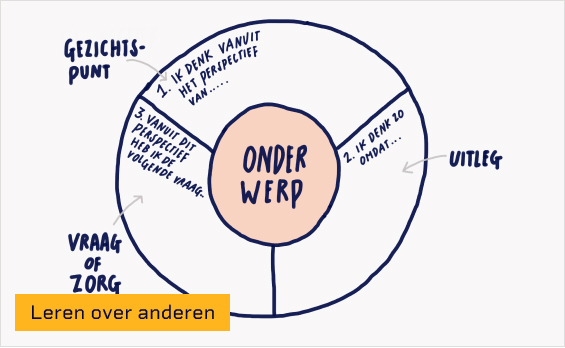 GEZICHTS-
PUNT
1. IK DENK VANUIT
HET PERSPECTIEF
VAN.....
3. VANUIT DIT
PERSPECTIEF
HEB IK DE
VOLGENDE VRAAG.
ONDER
WERP
2. IK DENK ZO
OMDAT...
UITLEG
VRAAG
OF
ZORG
Leren over anderen